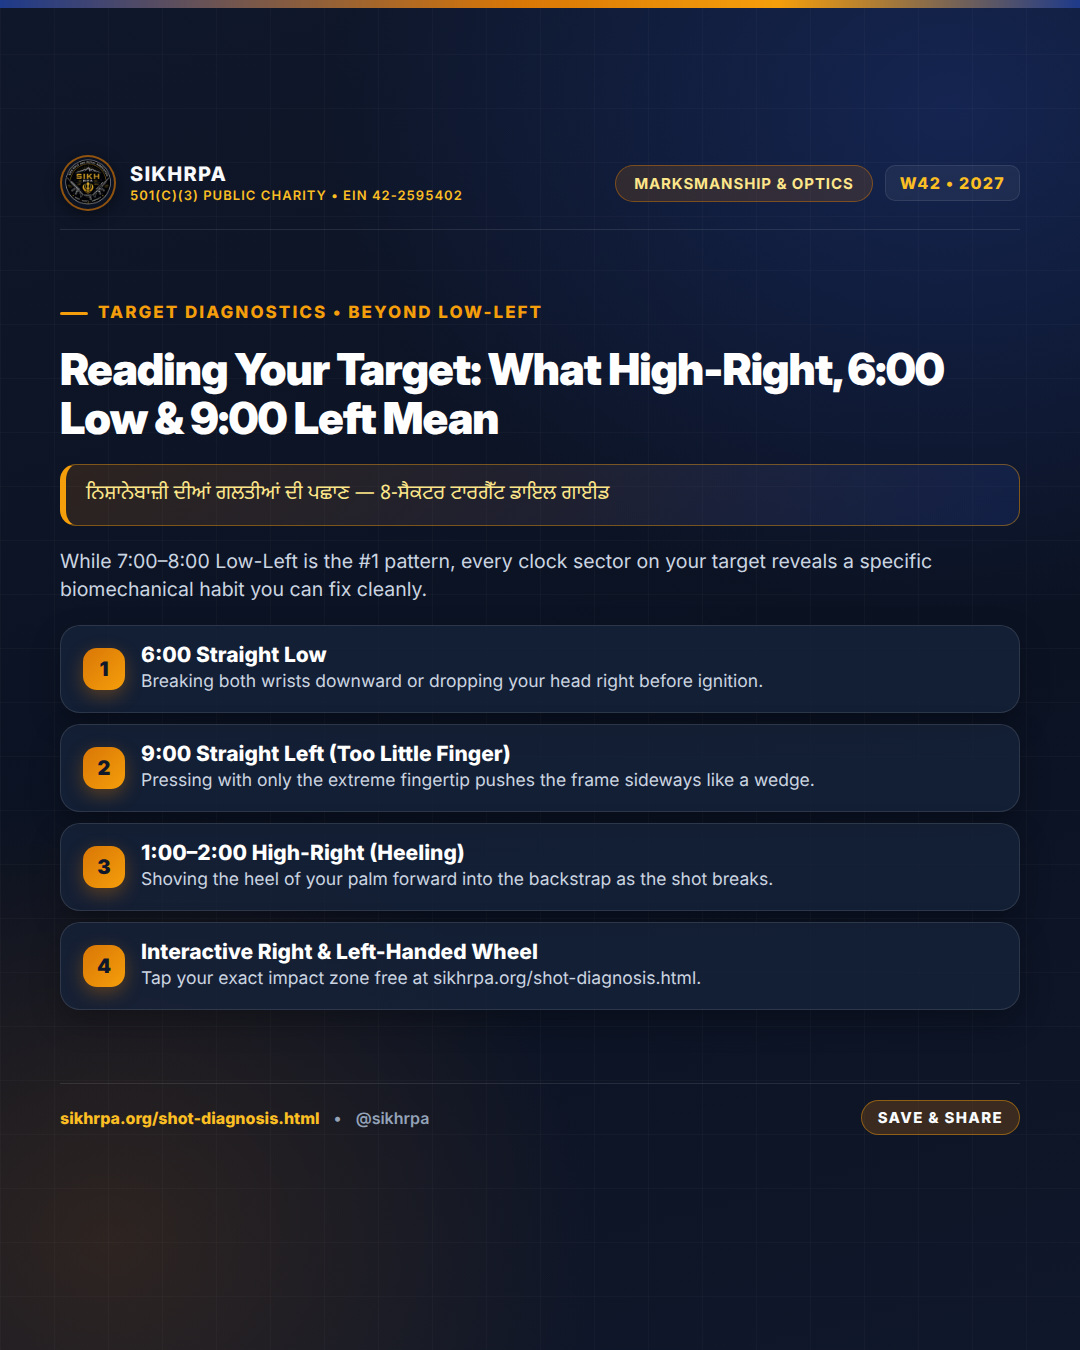 SIKH
SIKHRPA
501(C)(3) PUBLIC CHARITY • EIN 42-2595402
MARKSMANSHIP & OPTICS
W42 • 2027
TARGET DIAGNOSTICS • BEYOND LOW-LEFT
Reading Your Target: What High-Right, 6:00
Low & 9:00 Left Mean
ਨਿਸ਼ਾਨੇਬਾਜ਼ੀ ਦੀਆਂ ਗਲਤੀਆਂ ਦੀ ਪਛਾਣ — 8-ਸੈਕਟਰ ਟਾਰਗੈੱਟ ਡਾਇਲ ਗਾਈਡ
While 7:00–8:00 Low-Left is the #1 pattern, every clock sector on your target reveals a specific
biomechanical habit you can fix cleanly.
1
6:00 Straight Low
Breaking both wrists downward or dropping your head right before ignition.
2
9:00 Straight Left (Too Little Finger)
Pressing with only the extreme fingertip pushes the frame sideways like a wedge.
3
1:00–2:00 High-Right (Heeling)
Shoving the heel of your palm forward into the backstrap as the shot breaks.
4
Interactive Right & Left-Handed Wheel
Tap your exact impact zone free at sikhrpa.org/shot-diagnosis.html.
sikhrpa.org/shot-diagnosis.html • @sikhrpa
SAVE & SHARE